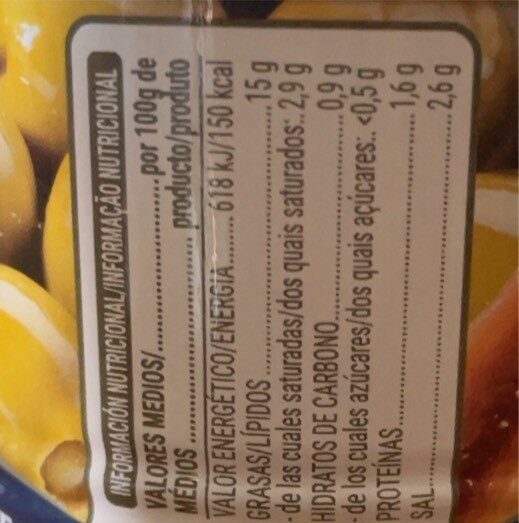 INFORMACIÓN NUTRICIONAL/INFORMAÇÃO NUTRICIONAL
VALORES MEDIOS/..................por 100g de
MÉDIOS .......................... producto/produto
VALOR ENERGÉTICO/ENERGIA........ 618 kJ/150 kcal
GRASAS/LÍPIDOS ........................ 15 g
- de las cuales saturadas/dos quais saturados:. 2,9 g
HIDRATOS DE CARBONO........................ 0,9 g
- de los cuales azúcares/dos quais açúcares:. <0,5 g
PROTEÍNAS........................ 1,6 g
SAL........................ 2,6 g